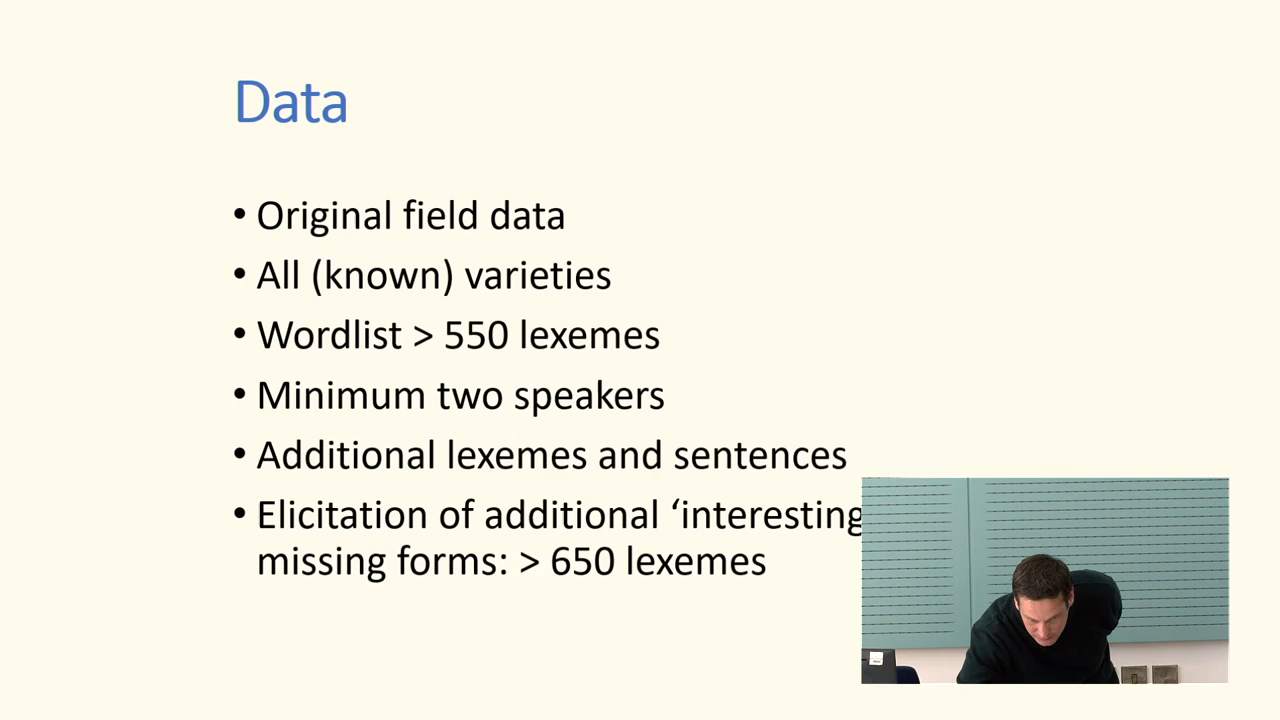 Data
• Original field data
• All (known) varieties
• Wordlist > 550 lexemes
• Minimum two speakers
• Additional lexemes and sentences
• Elicitation of additional ‘interesting
missing forms: > 650 lexemes